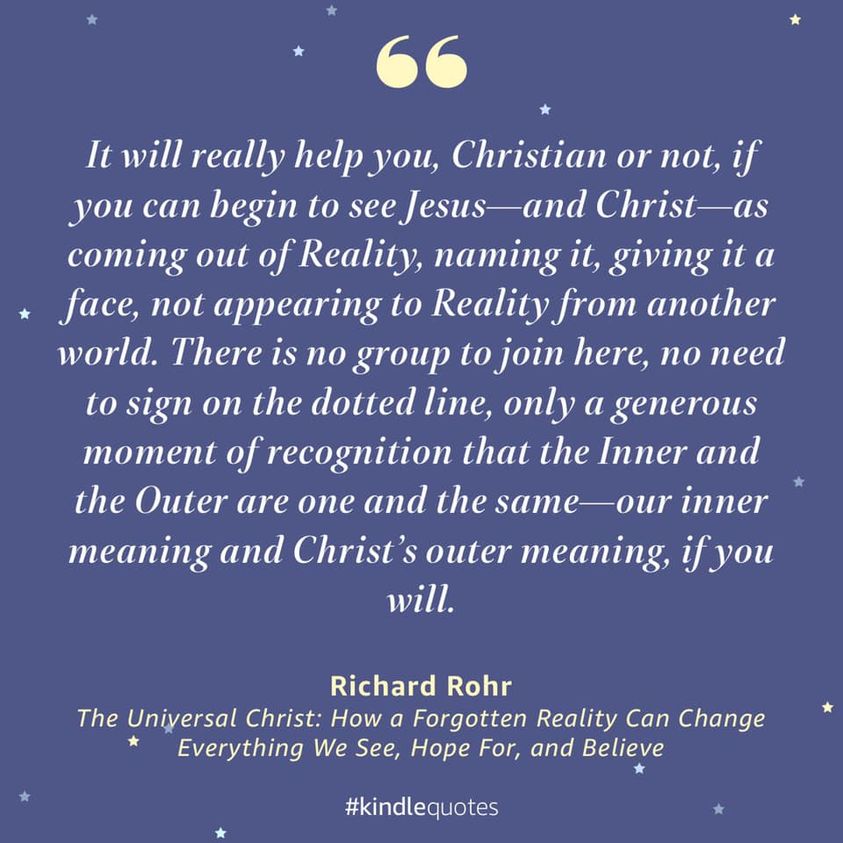 “
It will really help you, Christian or not, if
you can begin to see Jesus—and Christ—as
coming out of Reality, naming it, giving it a
face, not appearing to Reality from another
world. There is no group to join here, no need
to sign on the dotted line, only a generous
moment of recognition that the Inner and
the Outer are one and the same—our inner
meaning and Christ’s outer meaning, if you
will.
Richard Rohr
The Universal Christ: How a Forgotten Reality Can Change
Everything We See, Hope For, and Believe
#kindlequotes